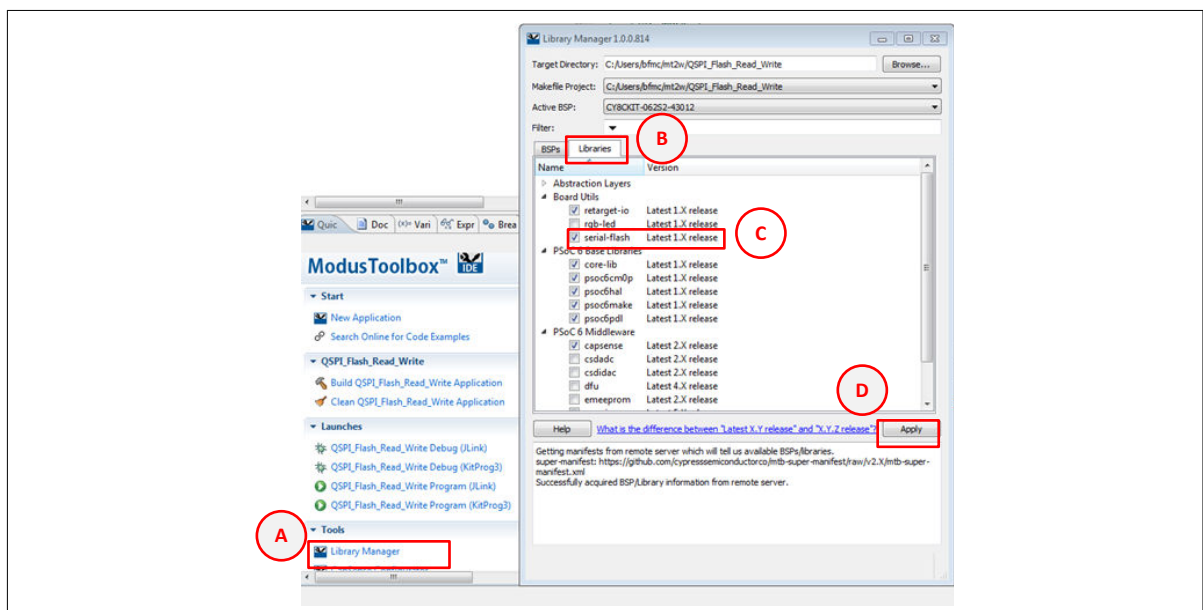 Library Manager 1.0.0.814
Target Directory: C:/Users/bfmc/mt2w/QSPI_Flash_Read_Write Browse...
Makefile Project: C:/Users/bfmc/mt2w/QSPI_Flash_Read_Write
Active BSP: CY8CKIT-062S2-43012
Filter:
B
BSPs Libraries
Name Version
Abstraction Layers
Board Utils
retarget-io Latest 1.X release
rgb-led Latest 1.X release
serial-flash Latest 1.X release
C
PSoC 6 Base Libraries
core-lib Latest 1.X release
psoc6cm0p Latest 1.X release
psoc6hal Latest 1.X release
psoc6make Latest 1.X release
psoc6pdl Latest 1.X release
PSoC 6 Middleware
capsense Latest 2.X release
csdadc Latest 2.X release
csdidac Latest 2.X release
dfu Latest 4.X release
emeeprom Latest 2.X release
D
Help What is the difference between "Latest X.Y release" and "X.Y.Z release"? Apply
Getting manifests from remote server which will tell us available BSPs/libraries.
super-manifest: https://github.com/cypresssemiconductorco/mtb-super-manifest/raw/v2.X/mtb-super-
manifest.xml
Successfully acquired BSP/Library information from remote server.
Quic Doc (x)= Vari Expr Brea
ModusToolbox™ IDE
Start
New Application
Search Online for Code Examples
QSPI_Flash_Read_Write
Build QSPI_Flash_Read_Write Application
Clean QSPI_Flash_Read_Write Application
Launches
QSPI_Flash_Read_Write Debug (JLink)
QSPI_Flash_Read_Write Debug (KitProg3)
QSPI_Flash_Read_Write Program (JLink)
QSPI_Flash_Read_Write Program (KitProg3)
Tools
A
Library Manager